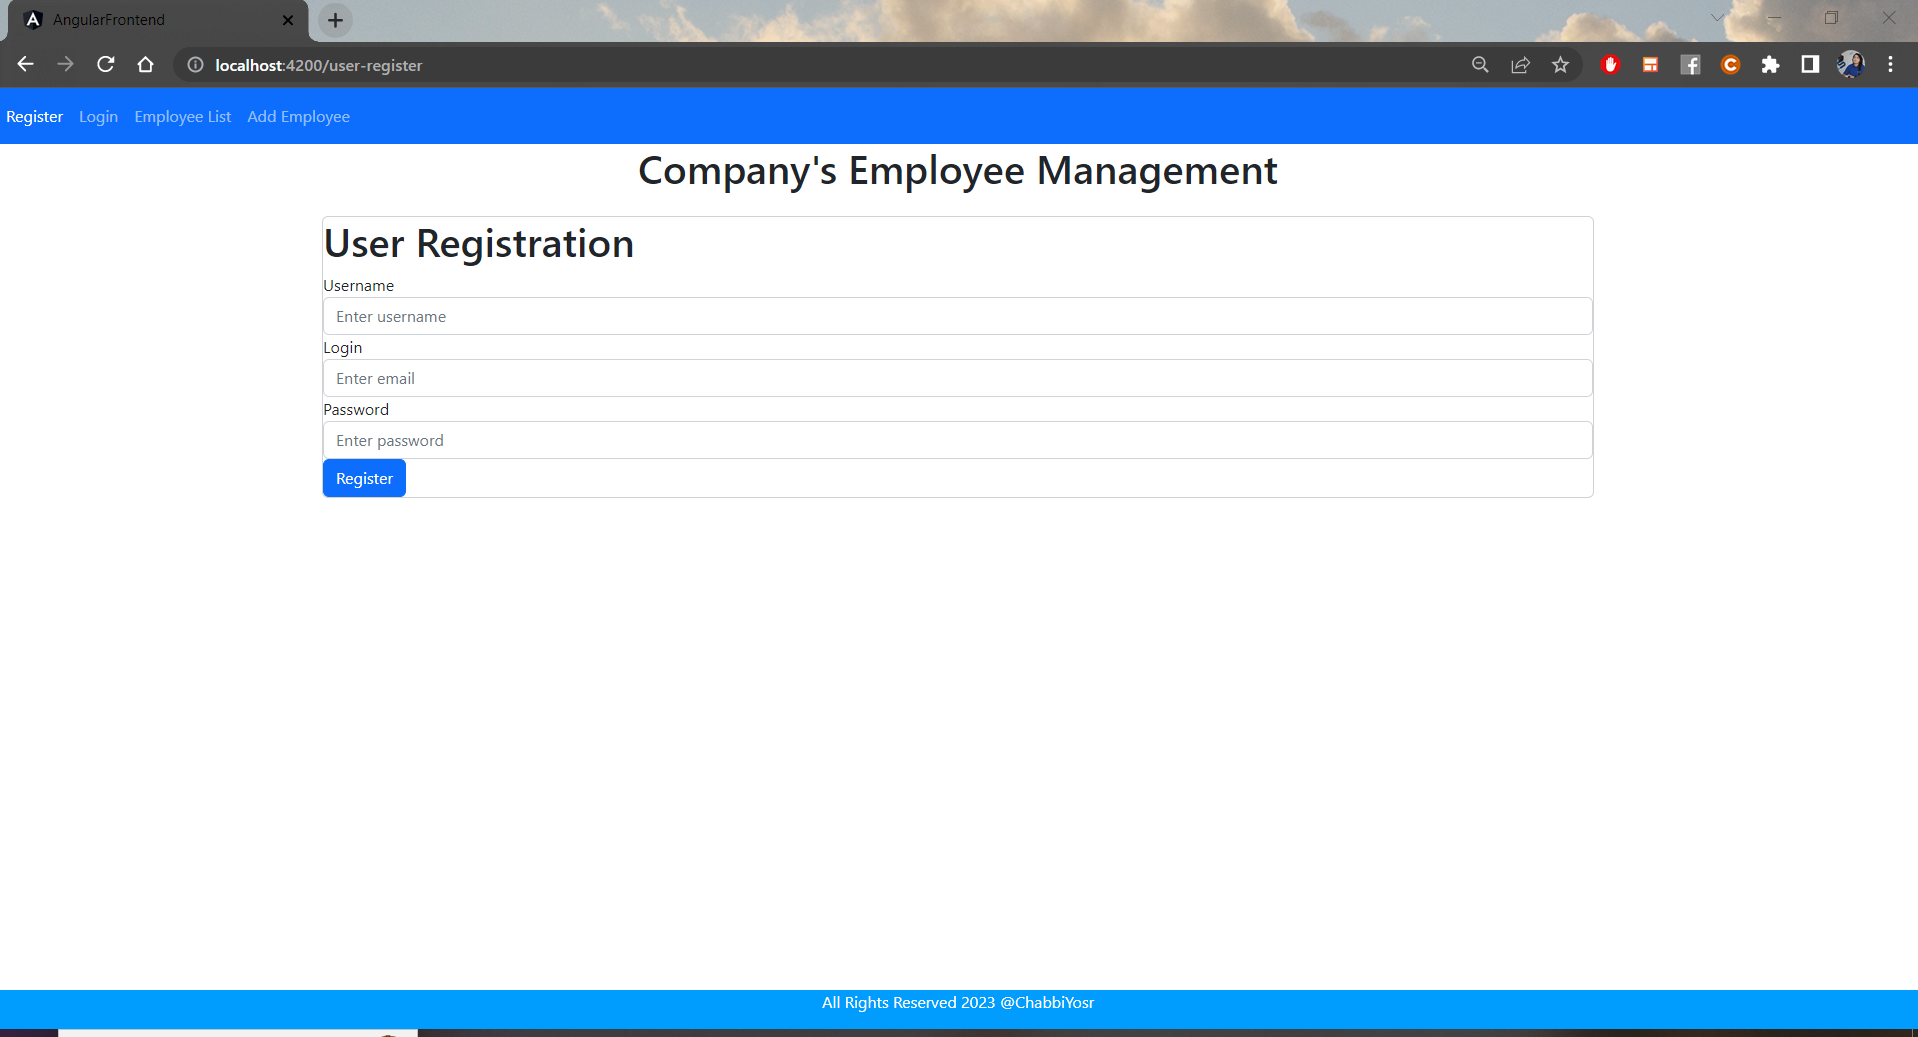 AngularFrontend
localhost:4200/user-register
Register Login Employee List Add Employee
Company's Employee Management
User Registration
Username
Enter username
Login
Enter email
Password
Enter password
Register
All Rights Reserved 2023 @ChabbiYosr